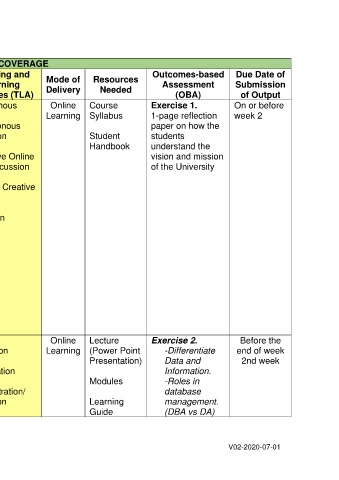 COVERAGE
ing and
rning
es (TLA)
Mode of
Delivery
Resources
Needed
Outcomes-based
Assessment
(OBA)
Due Date of
Submission
of Output
nous
onous
on
ve Online
cussion
Creative
n
Online
Learning
Course
Syllabus
Student
Handbook
Exercise 1.
1-page reflection
paper on how the
students
understand the
vision and mission
of the University
On or before
week 2
on
ation
tration/
on
Online
Learning
Lecture
(Power Point
Presentation)
Modules
Learning
Guide
Exercise 2.
-Differentiate
Data and
Information.
-Roles in
database
management.
(DBA vs DA)
Before the
end of week
2nd week
V02-2020-07-01